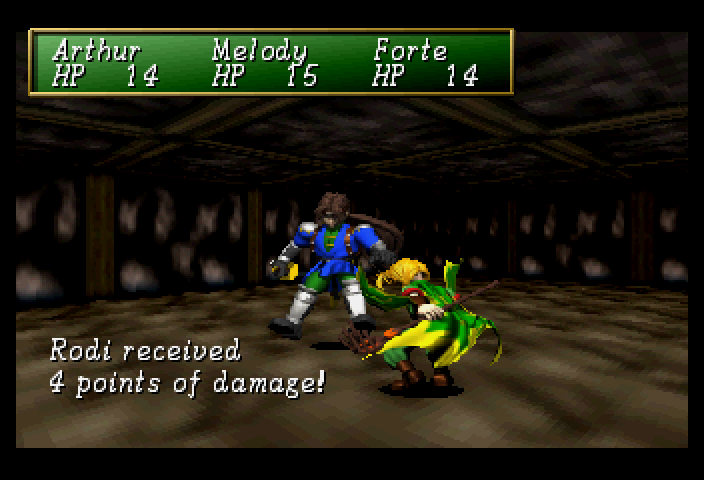 Arthur Melody Forte
HP 14 HP 15 HP 14
Rodi received
4 points of damage!